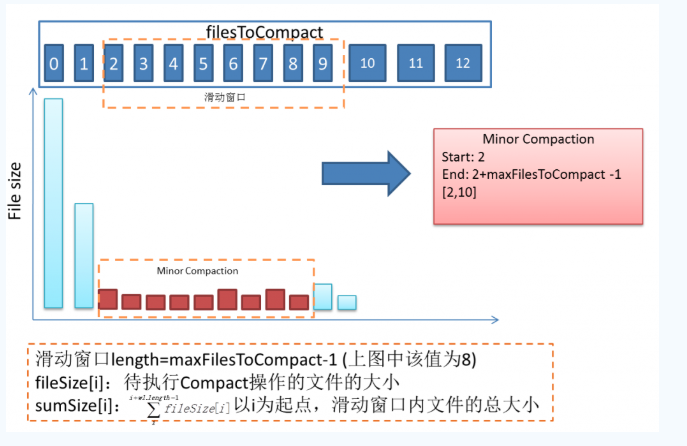 filesToCompact
0 1 2 3 4 5 6 7 8 9 10 11 12
滑动窗口
File size
Minor Compaction
Start: 2
End: 2+maxFilesToCompact -1
[2,10]
Minor Compaction
滑动窗口length=maxFilesToCompact-1 (上图中该值为8)
fileSize[i]：待执行Compact操作的文件的大小
sumSize[i]：∑ fileSize[i] 以i为起点，滑动窗口内文件的总大小